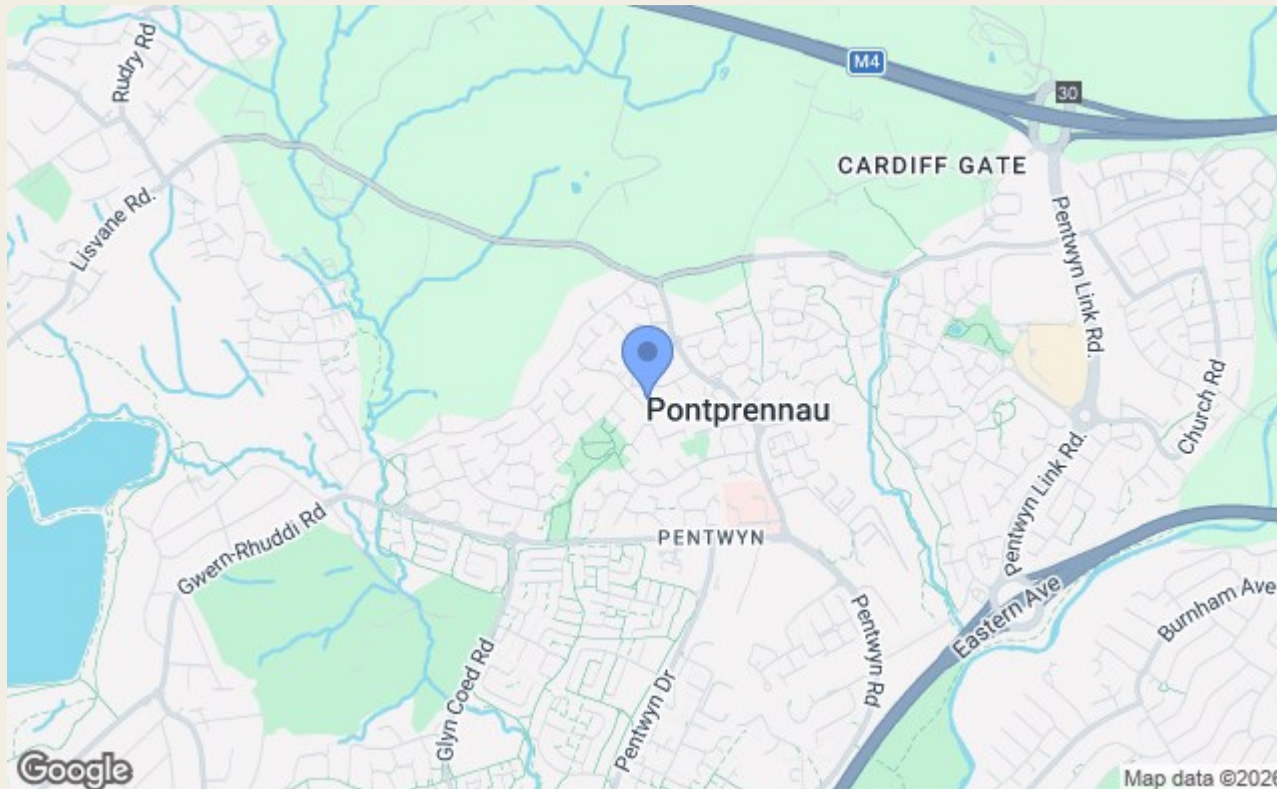 Rudry Rd
M4
30
CARDIFF GATE
Lisvane Rd.
Pentwyn Link Rd.
Pontprennau
Church Rd
Pentwyn Link Rd.
Gwern-Rhuddi Rd
PENTWYN
Eastern Ave
Burnham Ave
Pentwyn Rd
Glyn Coed Rd
Pentwyn Dr
Google
Map data ©2026